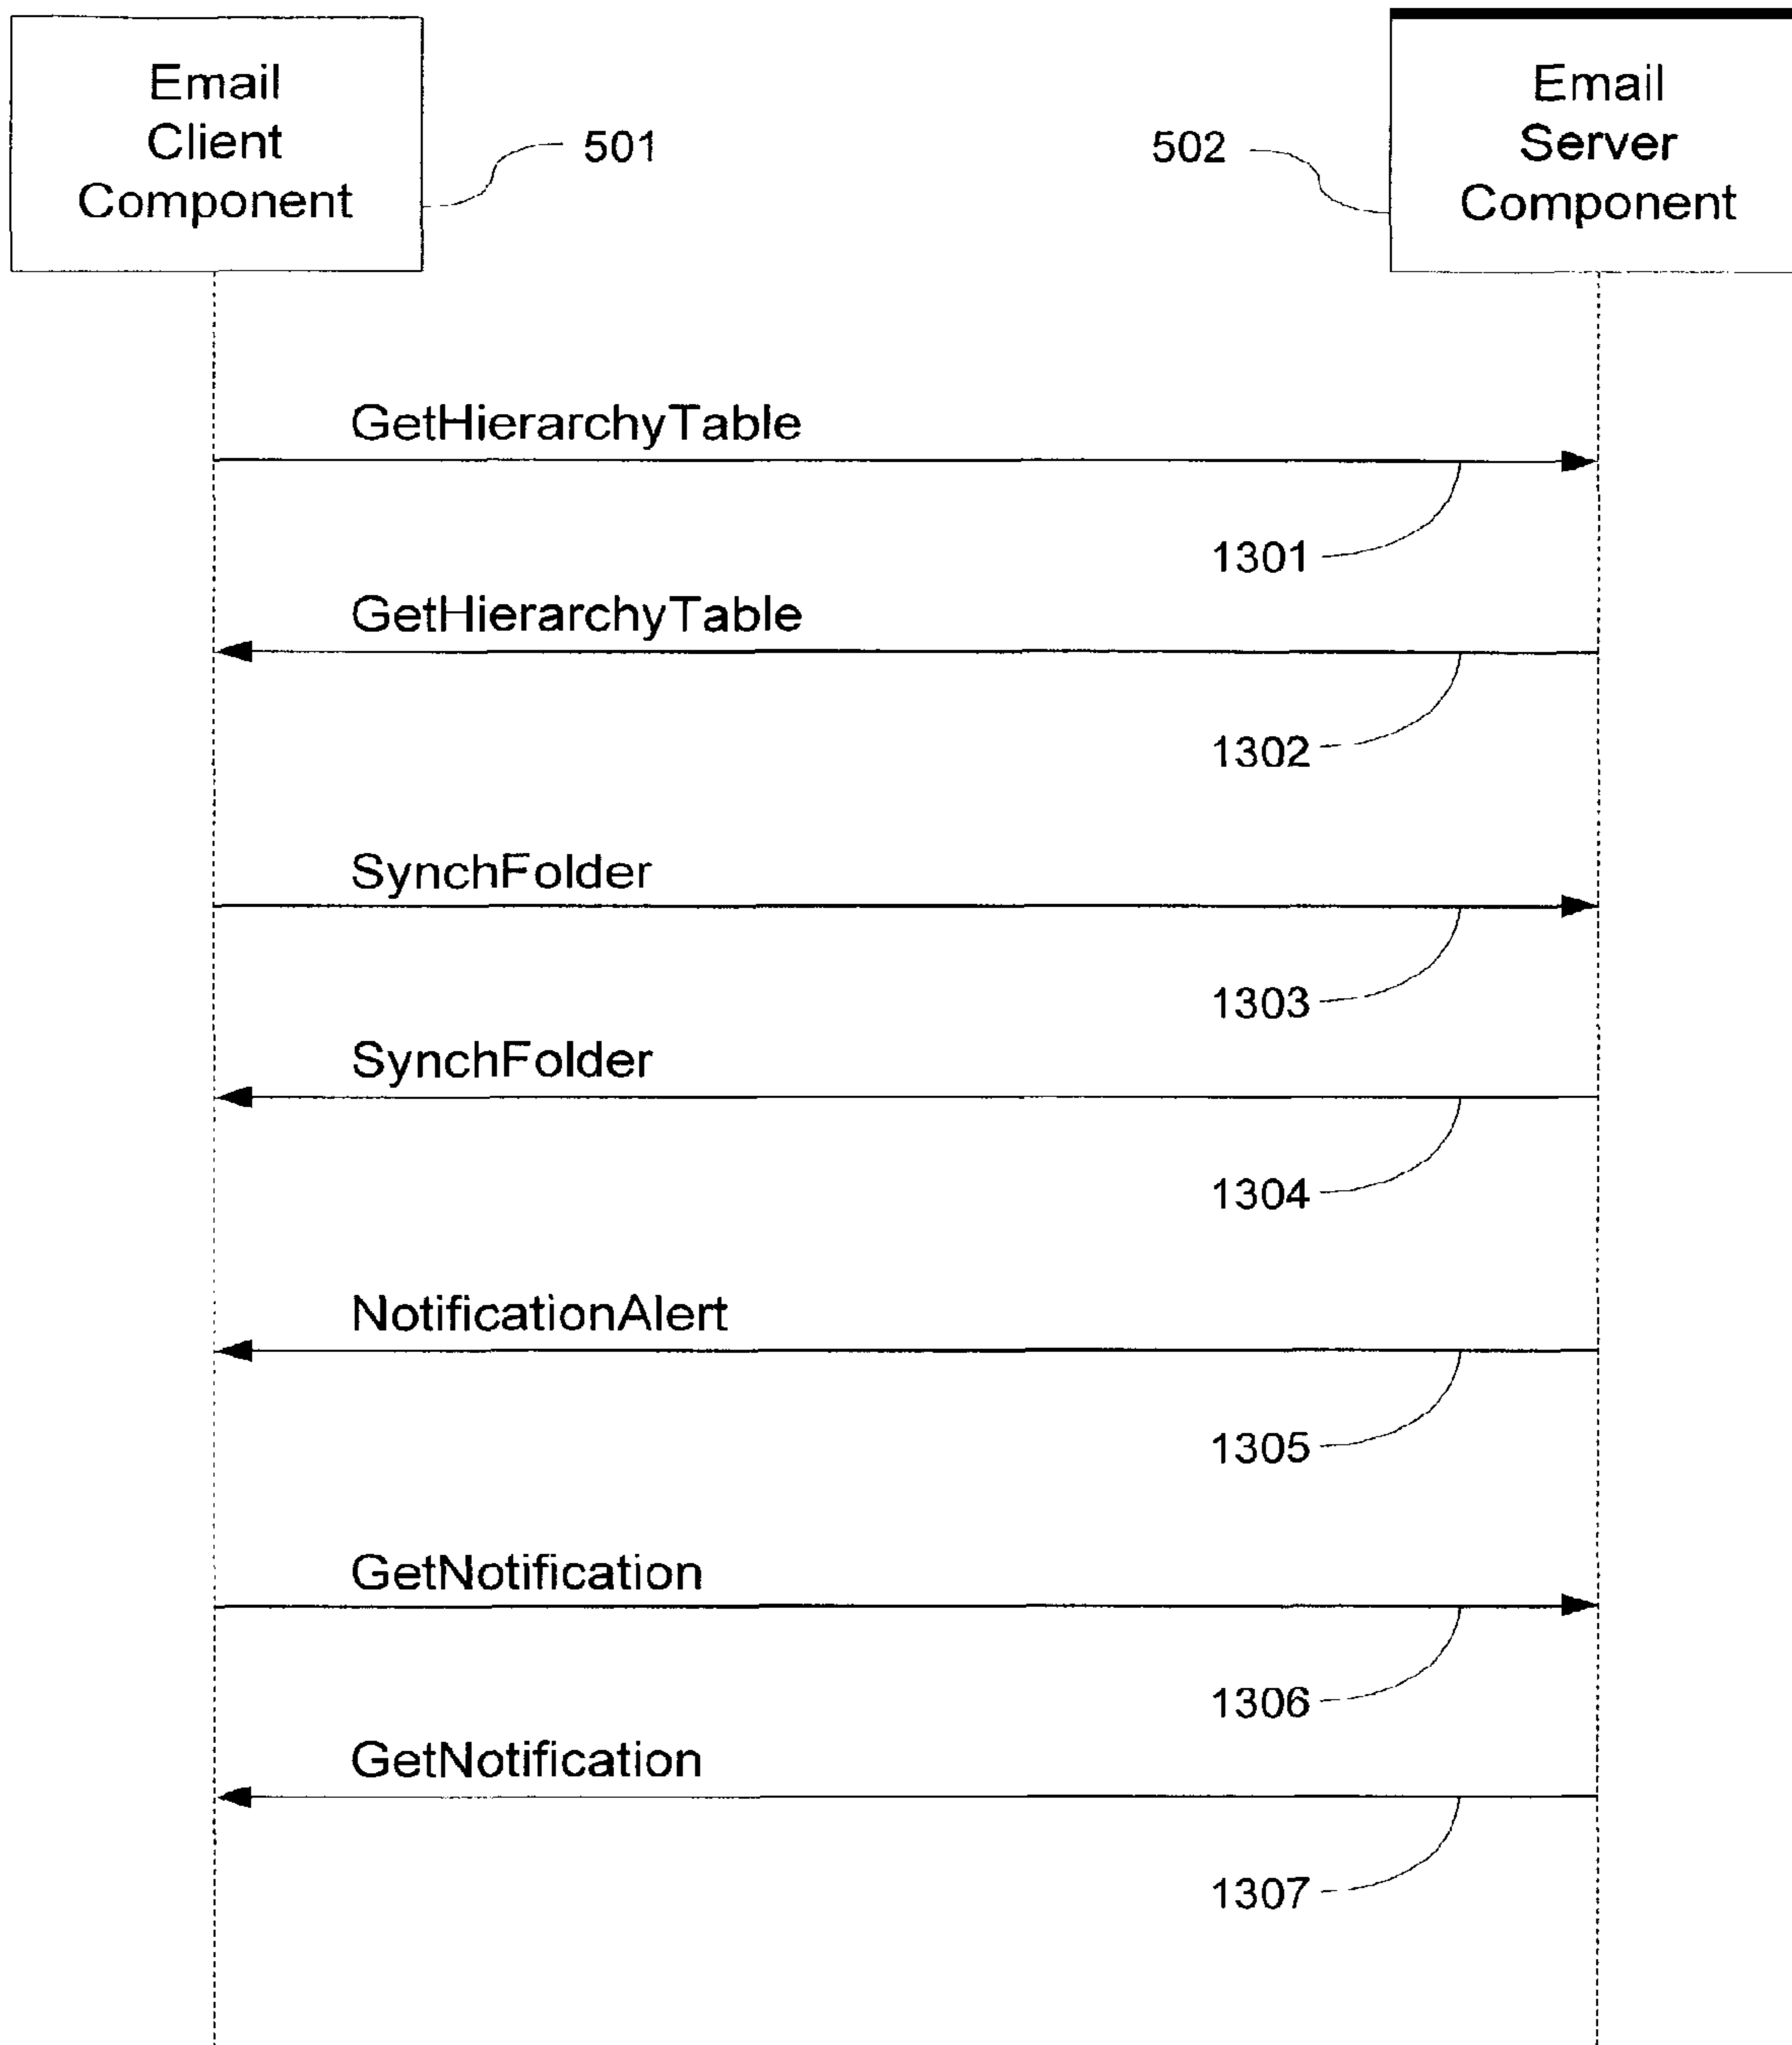 Email
Client
Component
501
502
Email
Server
Component
GetHierarchyTable
1301
GetHierarchyTable
1302
SynchFolder
1303
SynchFolder
1304
NotificationAlert
1305
GetNotification
1306
GetNotification
1307